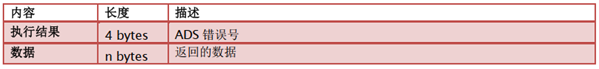 内容 长度 描述
执行结果 4 bytes ADS 错误号
数据 n bytes 返回的数据